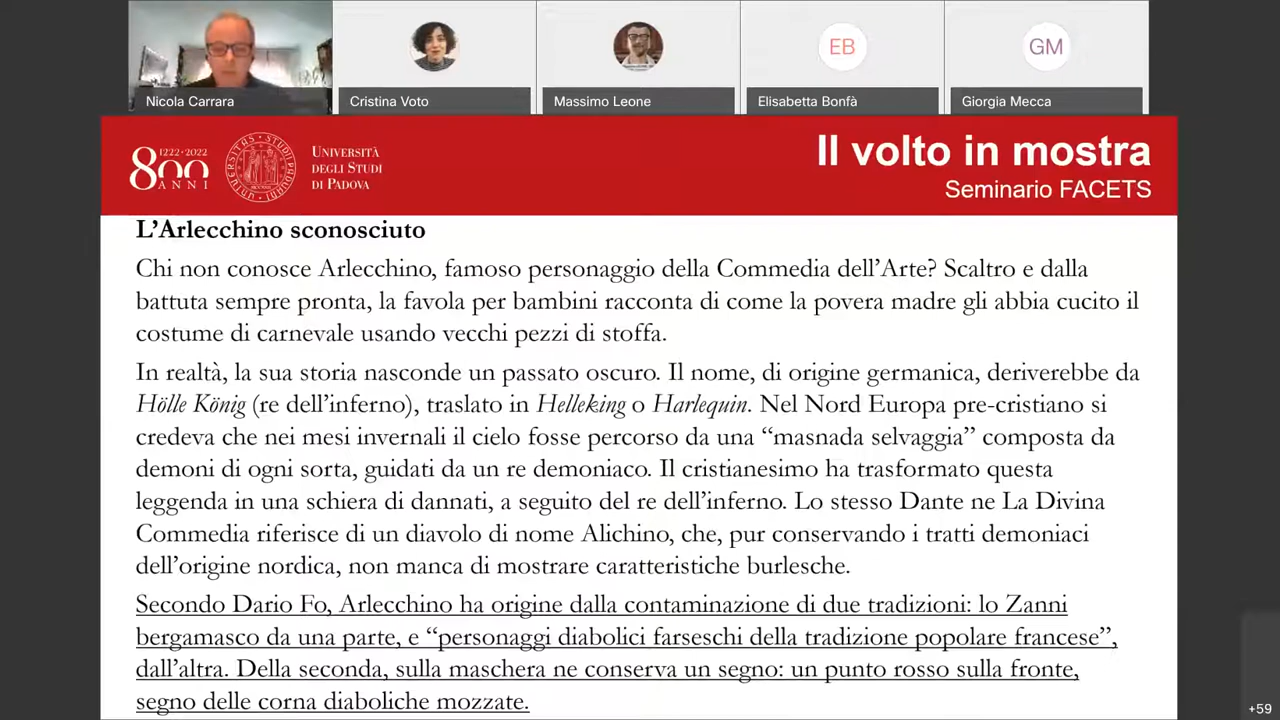 Nicola Carrara
Cristina Voto
Massimo Leone
EB
Elisabetta Bonfà
GM
Giorgia Mecca
1222·2022
800
ANNI
UNIVERSITÀ
DEGLI STUDI
DI PADOVA
Il volto in mostra
Seminario FACETS
L’Arlecchino sconosciuto
Chi non conosce Arlecchino, famoso personaggio della Commedia dell’Arte? Scaltro e dalla
battuta sempre pronta, la favola per bambini racconta di come la povera madre gli abbia cucito il
costume di carnevale usando vecchi pezzi di stoffa.
In realtà, la sua storia nasconde un passato oscuro. Il nome, di origine germanica, deriverebbe da
Hölle König (re dell’inferno), traslato in Helleking o Harlequin. Nel Nord Europa pre-cristiano si
credeva che nei mesi invernali il cielo fosse percorso da una “masnada selvaggia” composta da
demoni di ogni sorta, guidati da un re demoniaco. Il cristianesimo ha trasformato questa
leggenda in una schiera di dannati, a seguito del re dell’inferno. Lo stesso Dante ne La Divina
Commedia riferisce di un diavolo di nome Alichino, che, pur conservando i tratti demoniaci
dell’origine nordica, non manca di mostrare caratteristiche burlesche.
Secondo Dario Fo, Arlecchino ha origine dalla contaminazione di due tradizioni: lo Zanni
bergamasco da una parte, e “personaggi diabolici farseschi della tradizione popolare francese”,
dall’altra. Della seconda, sulla maschera ne conserva un segno: un punto rosso sulla fronte,
segno delle corna diaboliche mozzate.
+59